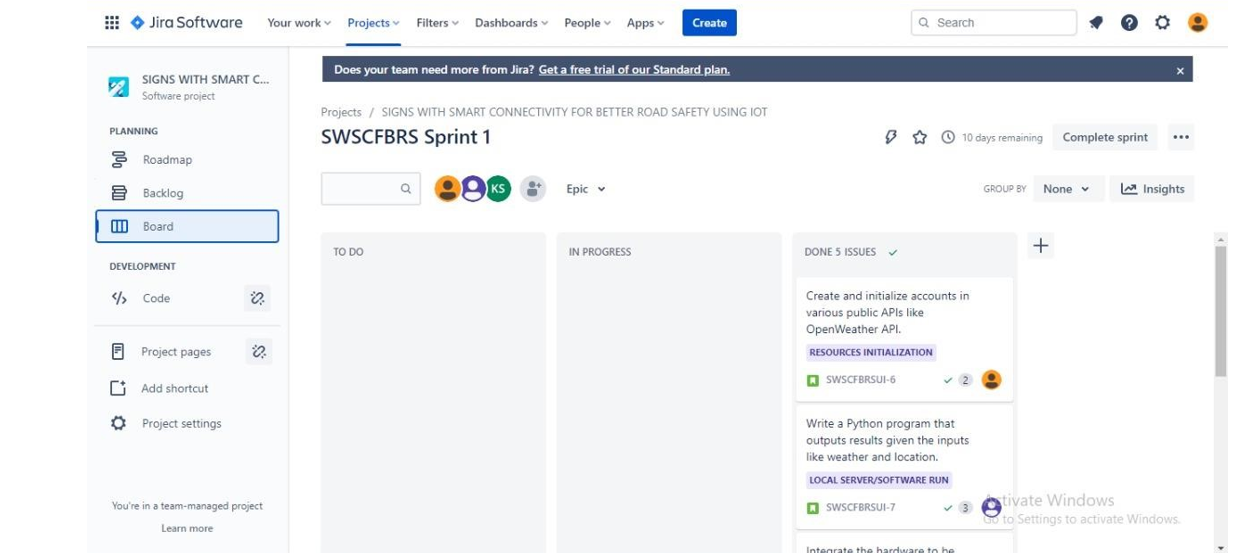 Jira Software
Your work
Projects
Filters
Dashboards
People
Apps
Create
Search
SIGNS WITH SMART C...
Software project
Does your team need more from Jira? Get a free trial of our Standard plan.
Projects / SIGNS WITH SMART CONNECTIVITY FOR BETTER ROAD SAFETY USING IOT
SWSCFBRS Sprint 1
10 days remaining
Complete sprint
PLANNING
Roadmap
Backlog
Board
DEVELOPMENT
Code
Project pages
Add shortcut
Project settings
You're in a team-managed project
Learn more
KS
Epic
GROUP BY
None
Insights
TO DO
IN PROGRESS
DONE 5 ISSUES
Create and initialize accounts in
various public APIs like
OpenWeather API.
RESOURCES INITIALIZATION
SWSCFBRSUI-6
2
Write a Python program that
outputs results given the inputs
like weather and location.
LOCAL SERVER/SOFTWARE RUN
SWSCFBRSUI-7
3
Integrate the hardware to be
Activate Windows
Go to Settings to activate Windows.